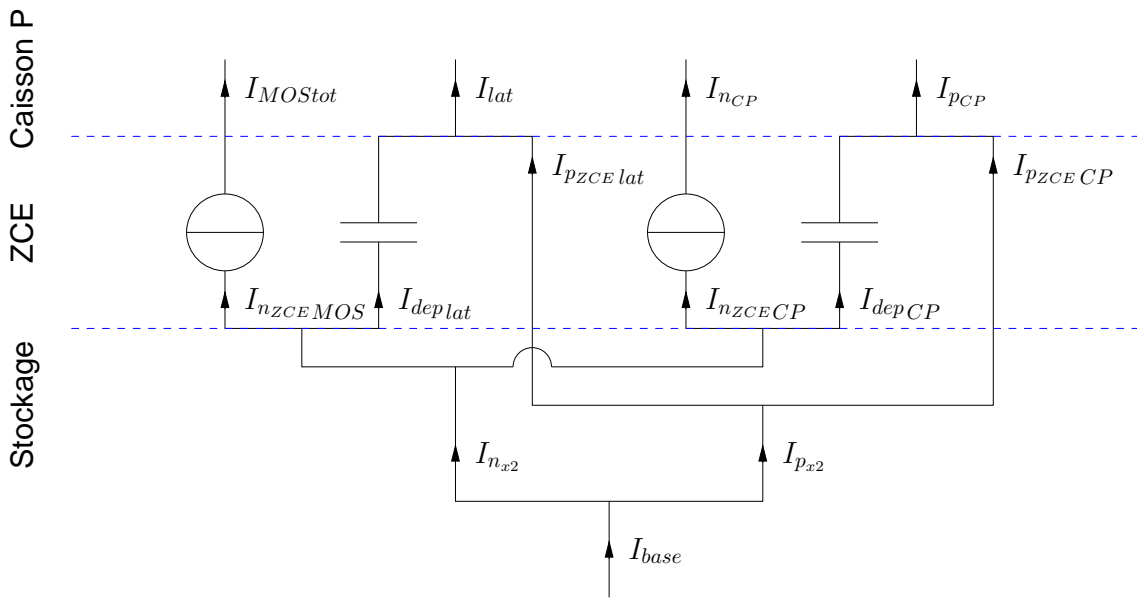 Caisson P
I_{MOStot}
I_{lat}
I_{n_{CP}}
I_{p_{CP}}
I_{p_{ZCE} lat}
I_{p_{ZCE} CP}
ZCE
I_{n_{ZCE} MOS}
I_{dep lat}
I_{n_{ZCE} CP}
I_{dep CP}
Stockage
I_{n_{x2}}
I_{p_{x2}}
I_{base}